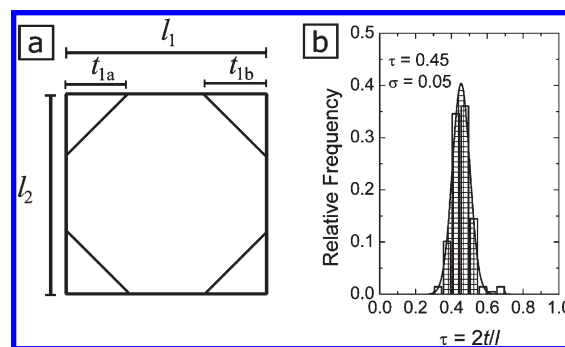 a
l₁
t₁ₐ
t₁b
l₂
b
τ = 0.45
σ = 0.05
Relative Frequency
0.5
0.4
0.3
0.2
0.1
0.0
0.0 0.2 0.4 0.6 0.8 1.0
τ = 2t/l